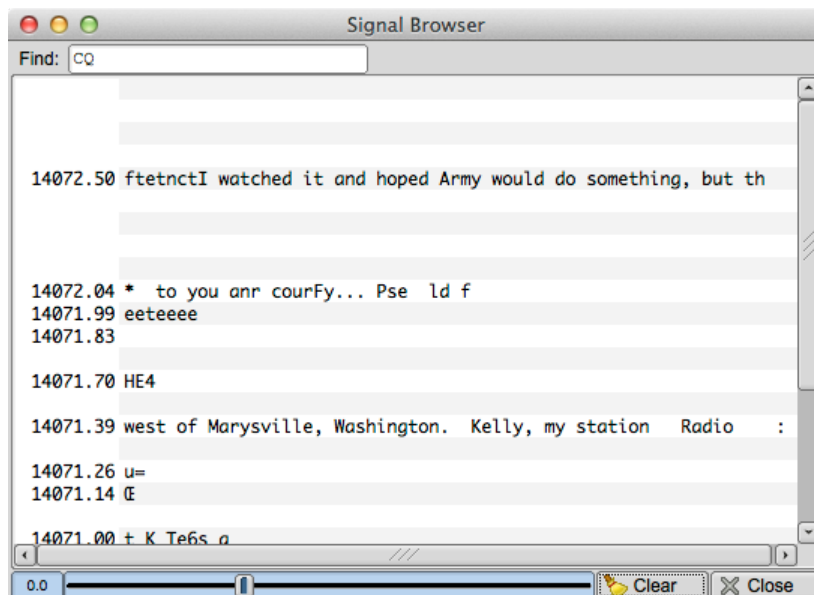 Signal Browser
Find: CQ
14072.50 ftetnctI watched it and hoped Army would do something, but th
14072.04 *  to you anr courFy... Pse  ld f
14071.99 eeteeee
14071.83
14071.70 HE4
14071.39 west of Marysville, Washington.  Kelly, my station   Radio    :
14071.26 u=
14071.14 Œ
14071.00 t K Te6s a
0.0 Clear Close